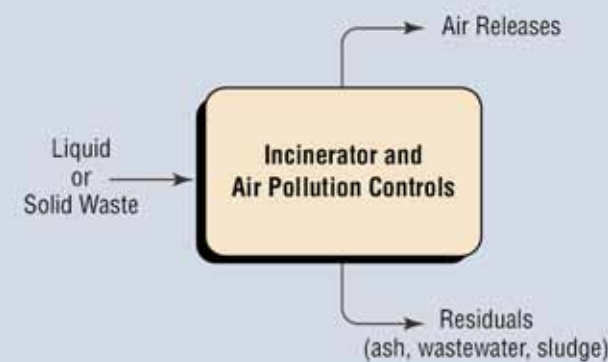 Air Releases
Liquid
or
Solid Waste
Incinerator and
Air Pollution Controls
Residuals
(ash, wastewater, sludge)